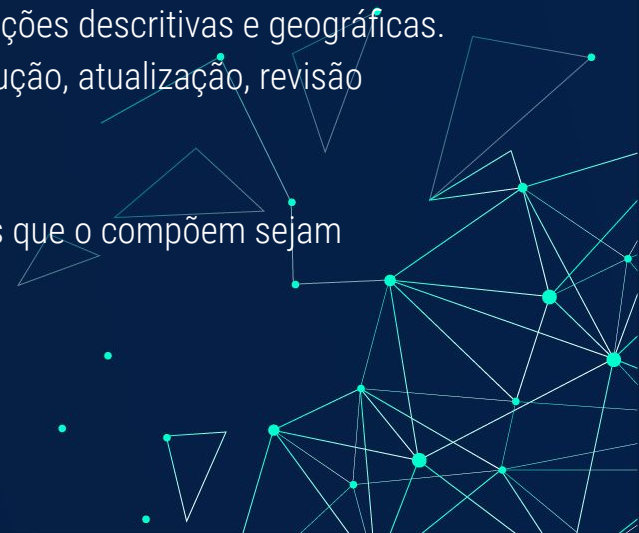 ções descritivas e geográficas.
ução, atualização, revisão
s que o compõem sejam